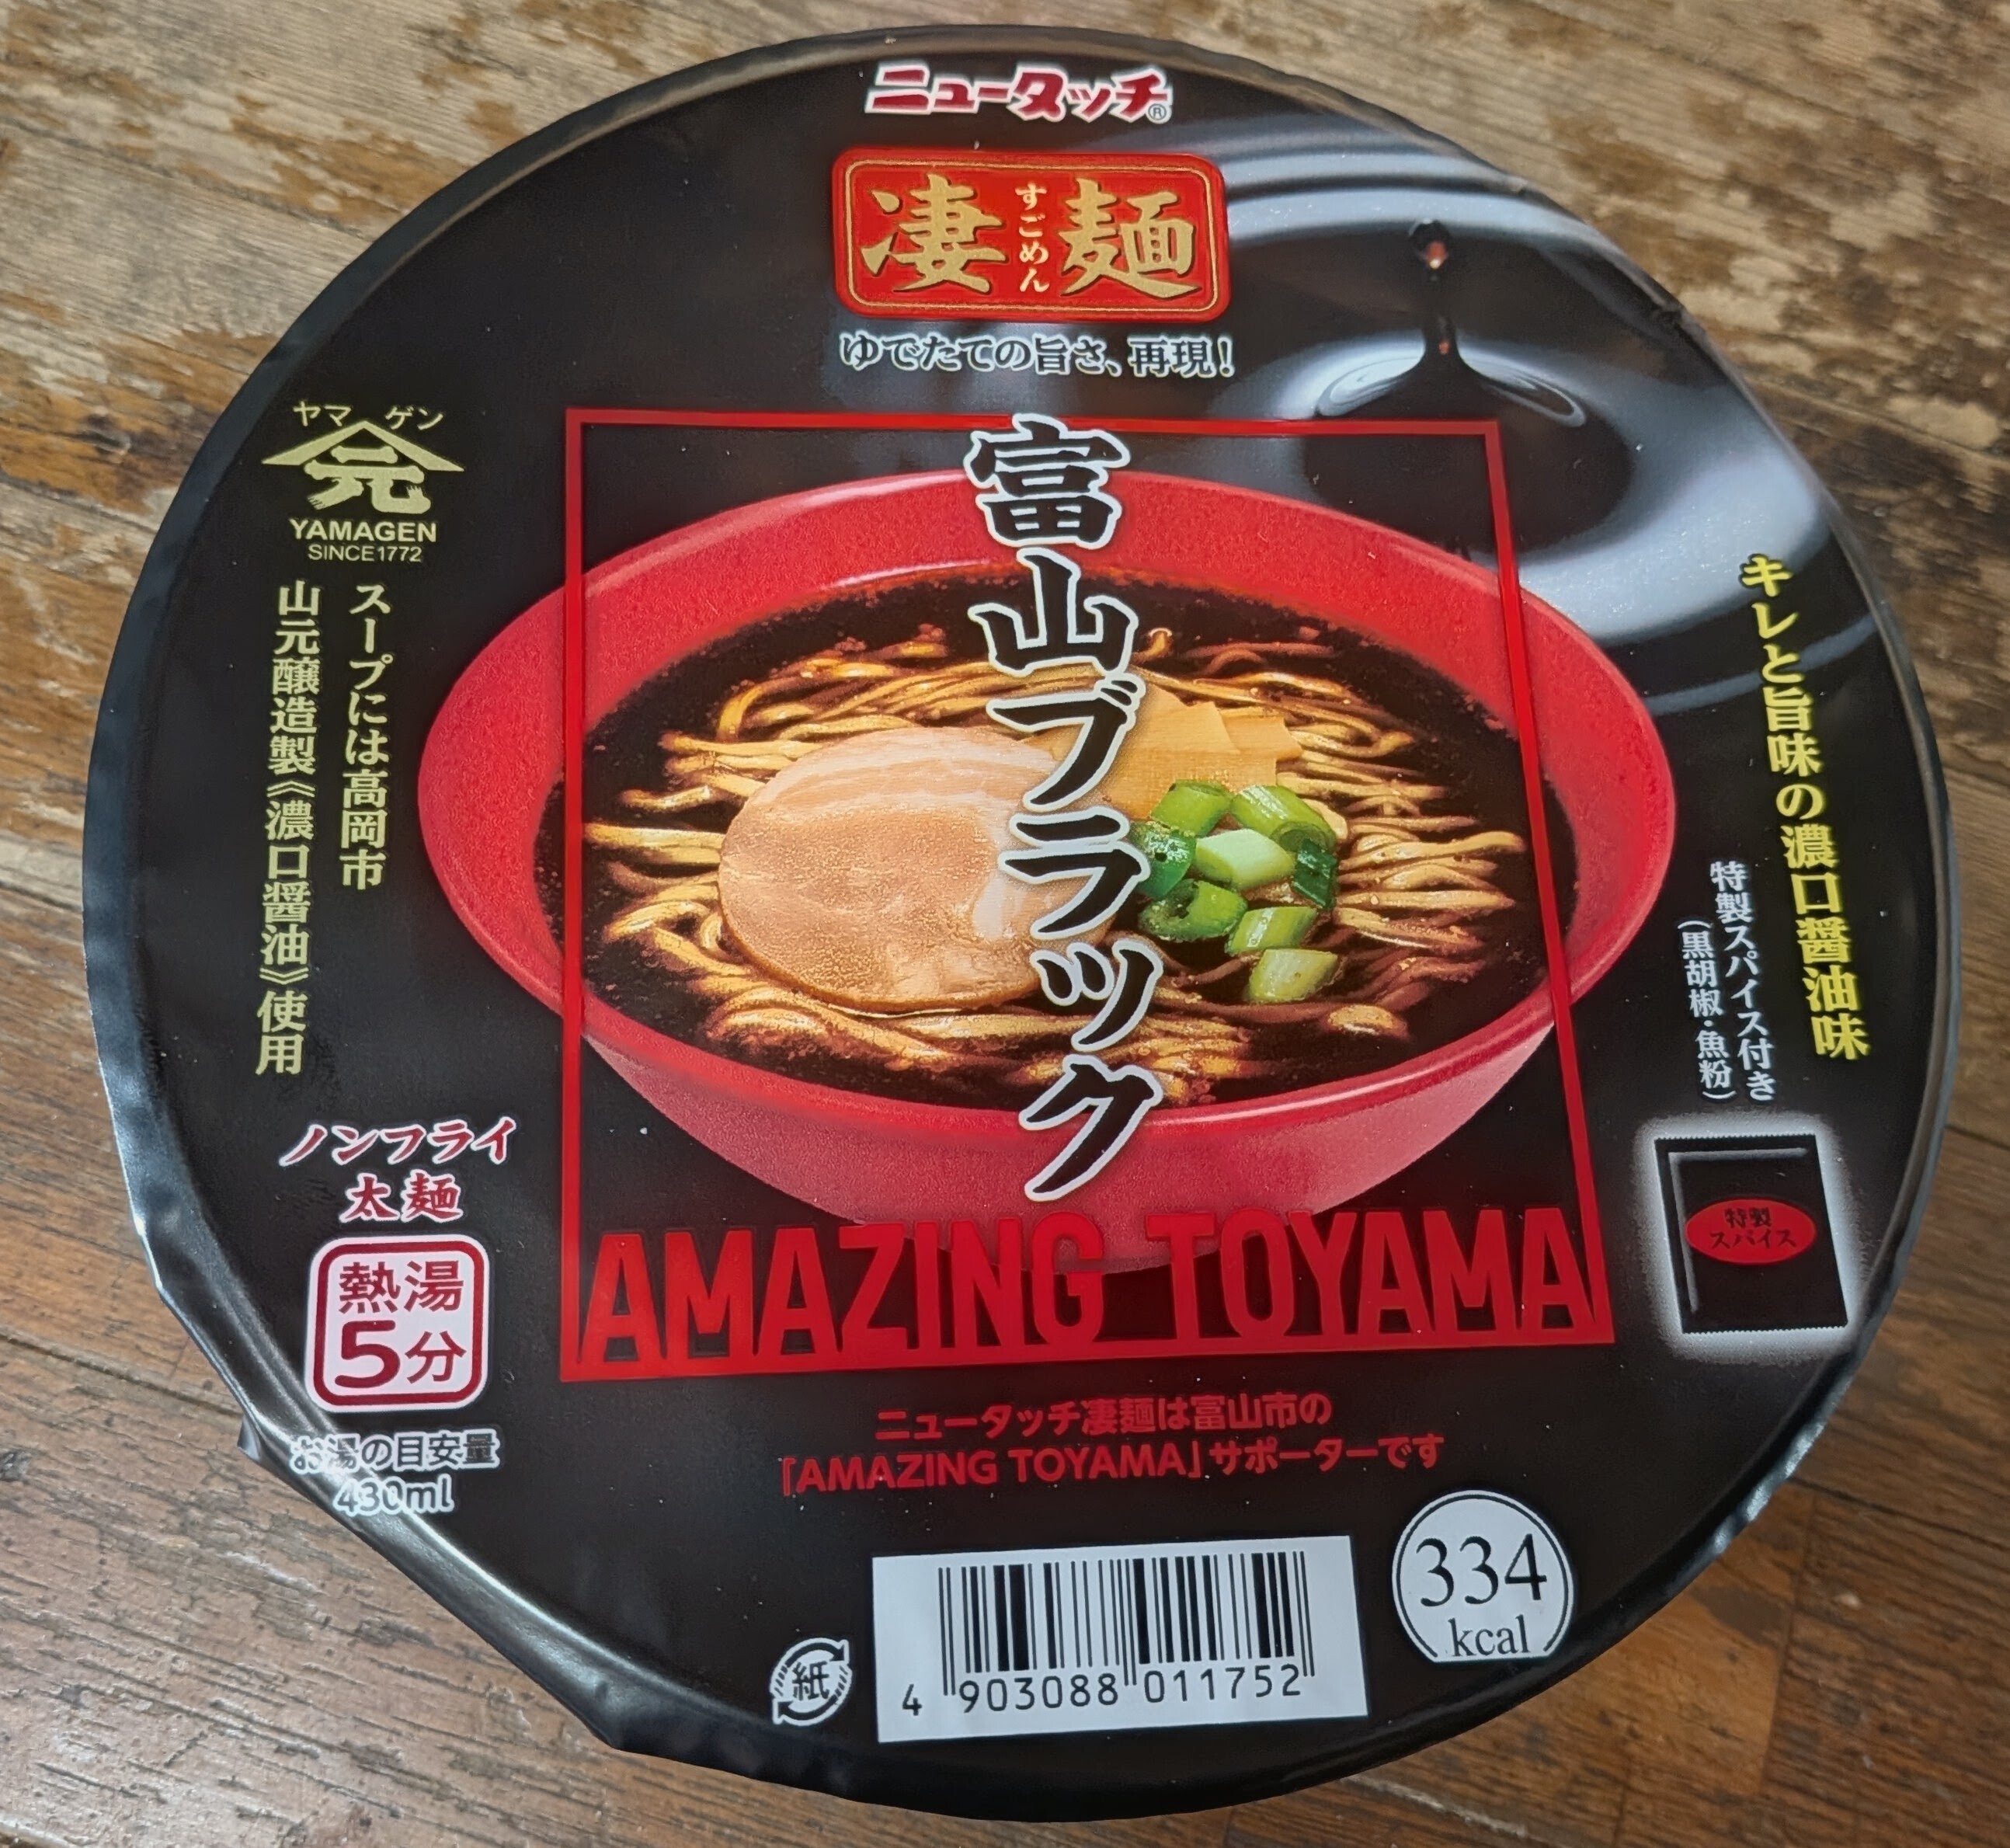 ニュータッチ®
凄麺
すごめん
ゆでたての旨さ、再現！
ヤマゲン
元
YAMAGEN
SINCE1772
スープには高岡市
山元醸造製《濃口醤油》使用
富山ブラック
キレと旨味の濃口醤油味
特製スパイス付き
（黒胡椒・魚粉）
特製
スパイス
ノンフライ
太麺
熱湯
5分
お湯の目安量
430ml
AMAZING TOYAMA
ニュータッチ凄麺は富山市の
「AMAZING TOYAMA」サポーターです
334
kcal
紙
4 903088 011752